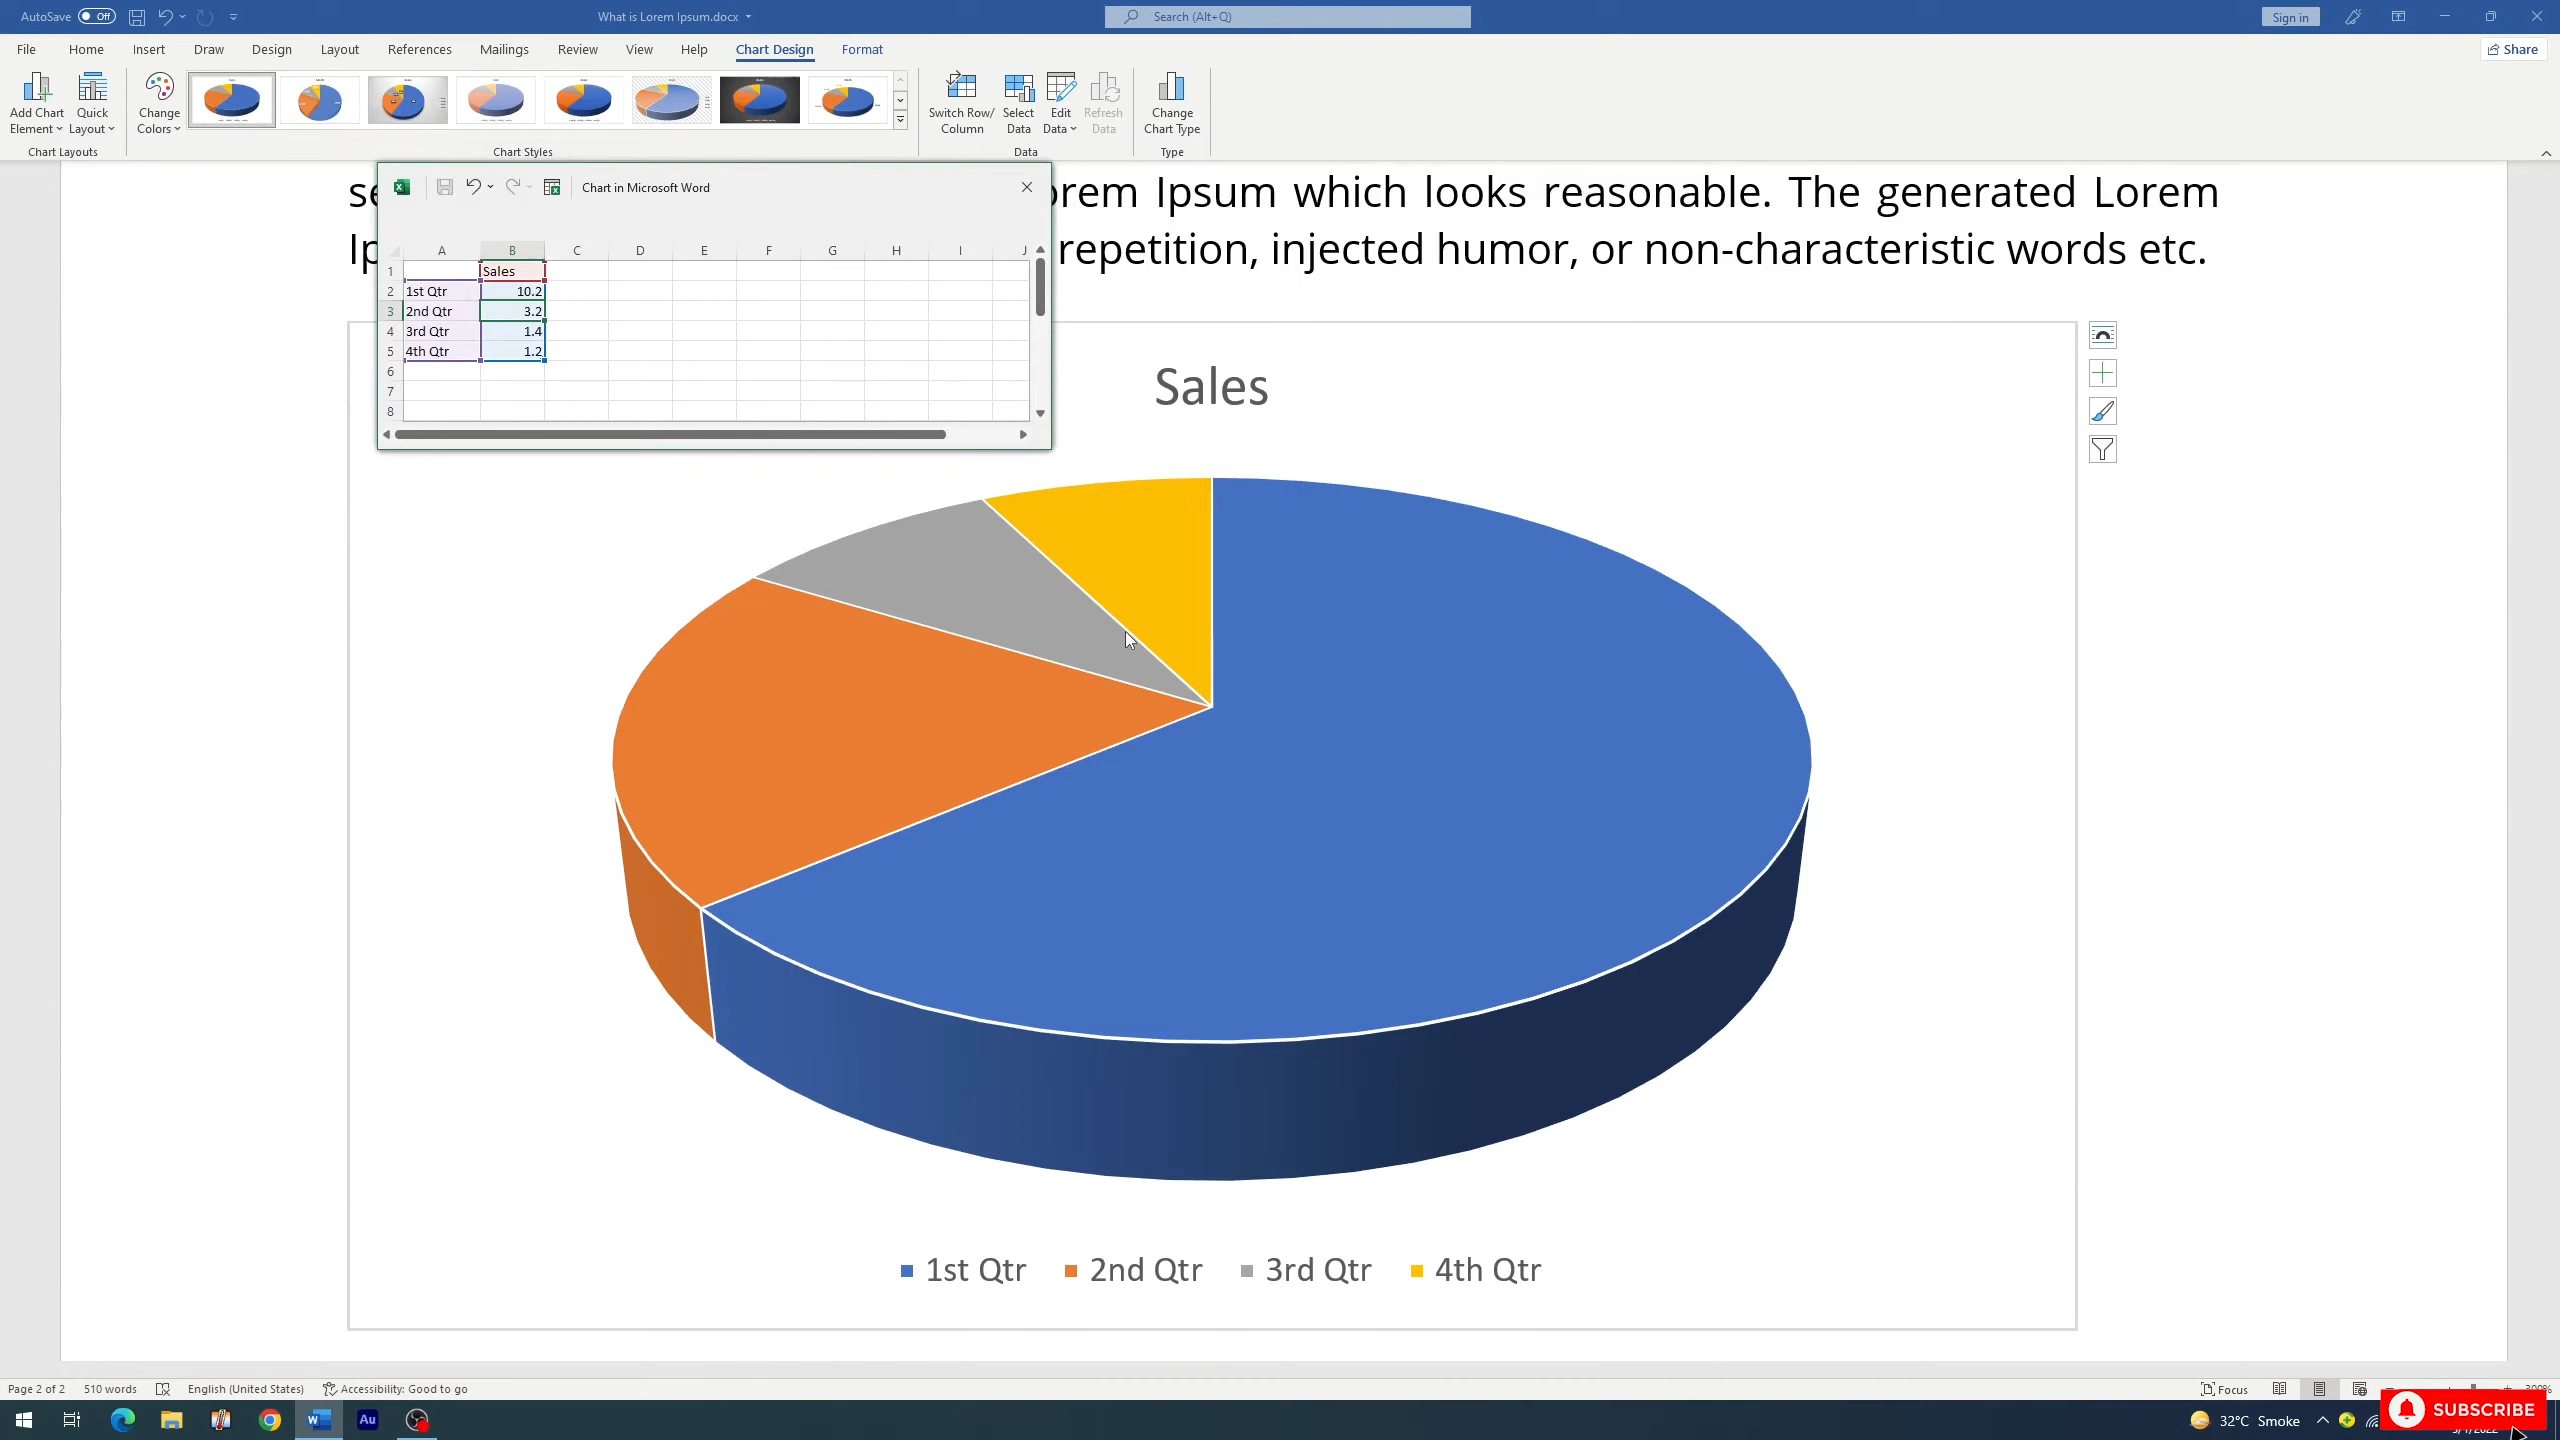 AutoSave Off What is Lorem Ipsum.docx Search (Alt+Q) Sign in
File Home Insert Draw Design Layout References Mailings Review View Help Chart Design Format Share
Add Chart Element Quick Layout Change Colors Switch Row/ Column Select Data Edit Data Refresh Data Change Chart Type
Chart Layouts Chart Styles Data Type
Chart in Microsoft Word
orem Ipsum which looks reasonable. The generated Lorem
repetition, injected humor, or non-characteristic words etc.
A B C D E F G H I J
1 Sales
2 1st Qtr 10.2
3 2nd Qtr 3.2
4 3rd Qtr 1.4
5 4th Qtr 1.2
6
7
8
Sales
1st Qtr 2nd Qtr 3rd Qtr 4th Qtr
Page 2 of 2 510 words English (United States) Accessibility: Good to go Focus
Au 32°C Smoke SUBSCRIBE